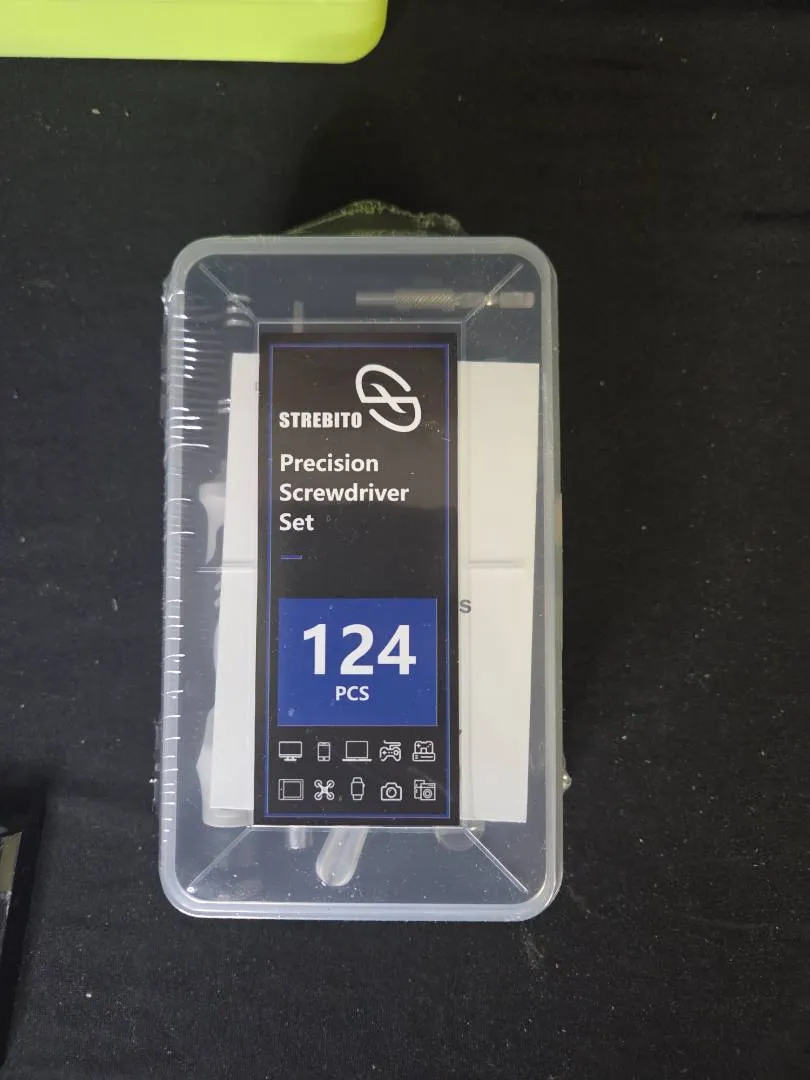 STREBITO
Precision
Screwdriver
Set
s
124
PCS